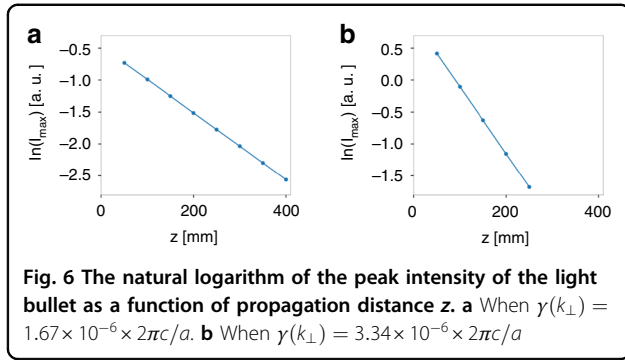 a
b
−0.5
−1.0
−1.5
−2.0
−2.5
ln(I_max) [a. u.]
0
200
400
z [mm]
0.5
0.0
−0.5
−1.0
−1.5
ln(I_max) [a. u.]
0
200
400
z [mm]
Fig. 6 The natural logarithm of the peak intensity of the light
bullet as a function of propagation distance z. a When γ(k⊥) =
1.67 × 10⁻⁶ × 2πc/a. b When γ(k⊥) = 3.34 × 10⁻⁶ × 2πc/a